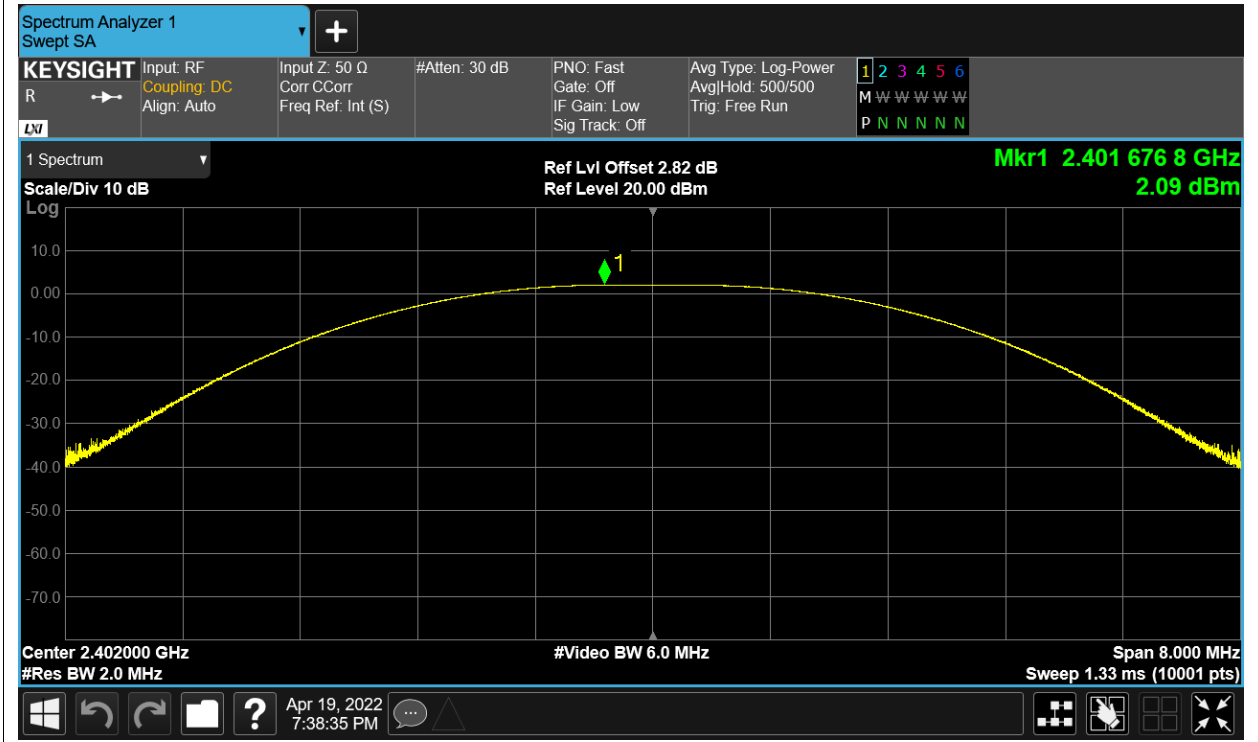 Spectrum Analyzer 1
Swept SA
+
KEYSIGHT
R
LXI
Input: RF
Coupling: DC
Align: Auto
Input Z: 50 Ω
Corr CCorr
Freq Ref: Int (S)
#Atten: 30 dB
PNO: Fast
Gate: Off
IF Gain: Low
Sig Track: Off
Avg Type: Log-Power
Avg|Hold: 500/500
Trig: Free Run
1 2 3 4 5 6
M W W W W W W
P N N N N N N
1 Spectrum
Scale/Div 10 dB
Log
Ref Lvl Offset 2.82 dB
Ref Level 20.00 dBm
Mkr1 2.401 676 8 GHz
2.09 dBm
1
10.0
0.00
-10.0
-20.0
-30.0
-40.0
-50.0
-60.0
-70.0
Center 2.402000 GHz
#Res BW 2.0 MHz
#Video BW 6.0 MHz
Span 8.000 MHz
Sweep 1.33 ms (10001 pts)
?
Apr 19, 2022
7:38:35 PM